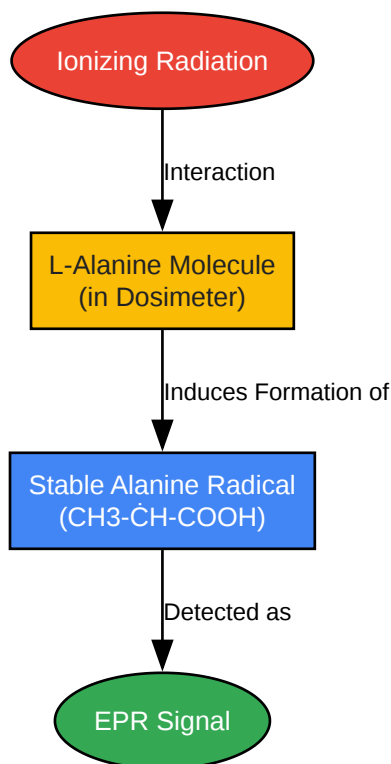 Ionizing Radiation
Interaction
L-Alanine Molecule
(in Dosimeter)
Induces Formation of
Stable Alanine Radical
(CH3-ĊH-COOH)
Detected as
EPR Signal